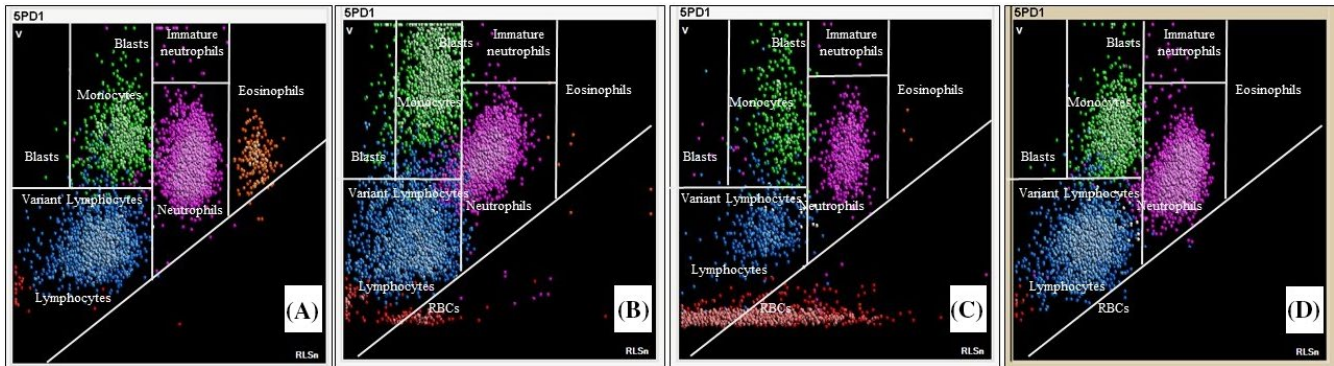 5PD1
V
Blasts
Immature
neutrophils
Monocytes
Eosinophils
Blasts
Variant Lymphocytes
Neutrophils
Lymphocytes
(A)
RLSn
5PD1
V
Blasts
Immature
neutrophils
Monocytes
Eosinophils
Blasts
Variant Lymphocytes
Neutrophils
Lymphocytes
RBCs
(B)
RLSn
5PD1
V
Blasts
Immature
neutrophils
Monocytes
Eosinophils
Blasts
Variant Lymphocytes
Neutrophils
Lymphocytes
RBCs
(C)
RLSn
5PD1
V
Blasts
Immature
neutrophils
Monocytes
Eosinophils
Blasts
Variant Lymphocytes
Neutrophils
Lymphocytes
RBCs
(D)
RLSn